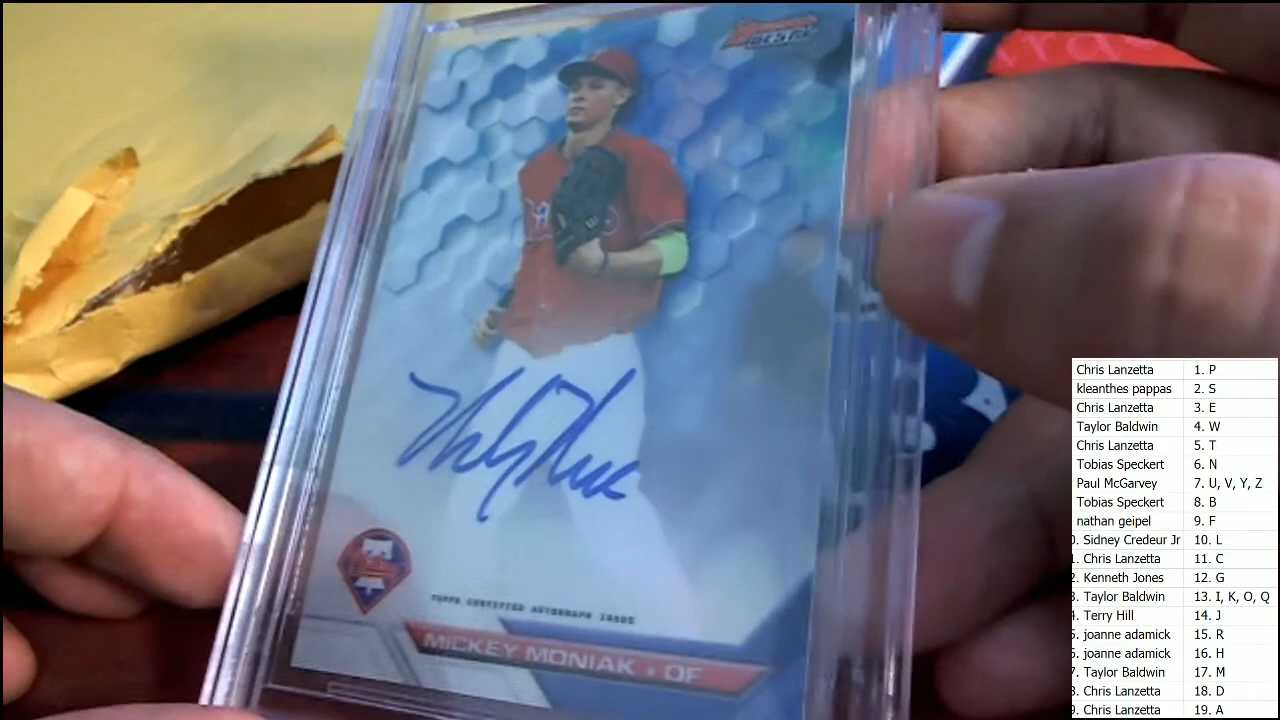 BEST
TOPPS CERTIFIED AUTOGRAPH ISSUE
MICKEY MONIAK • OF
Chris Lanzetta 1. P
kleanthes pappas 2. S
Chris Lanzetta 3. E
Taylor Baldwin 4. W
Chris Lanzetta 5. T
Tobias Speckert 6. N
Paul McGarvey 7. U, V, Y, Z
Tobias Speckert 8. B
nathan geipel 9. F
Sidney Credeur Jr 10. L
Chris Lanzetta 11. C
Kenneth Jones 12. G
Taylor Baldwin 13. I, K, O, Q
Terry Hill 14. J
joanne adamick 15. R
joanne adamick 16. H
Taylor Baldwin 17. M
Chris Lanzetta 18. D
Chris Lanzetta 19. A